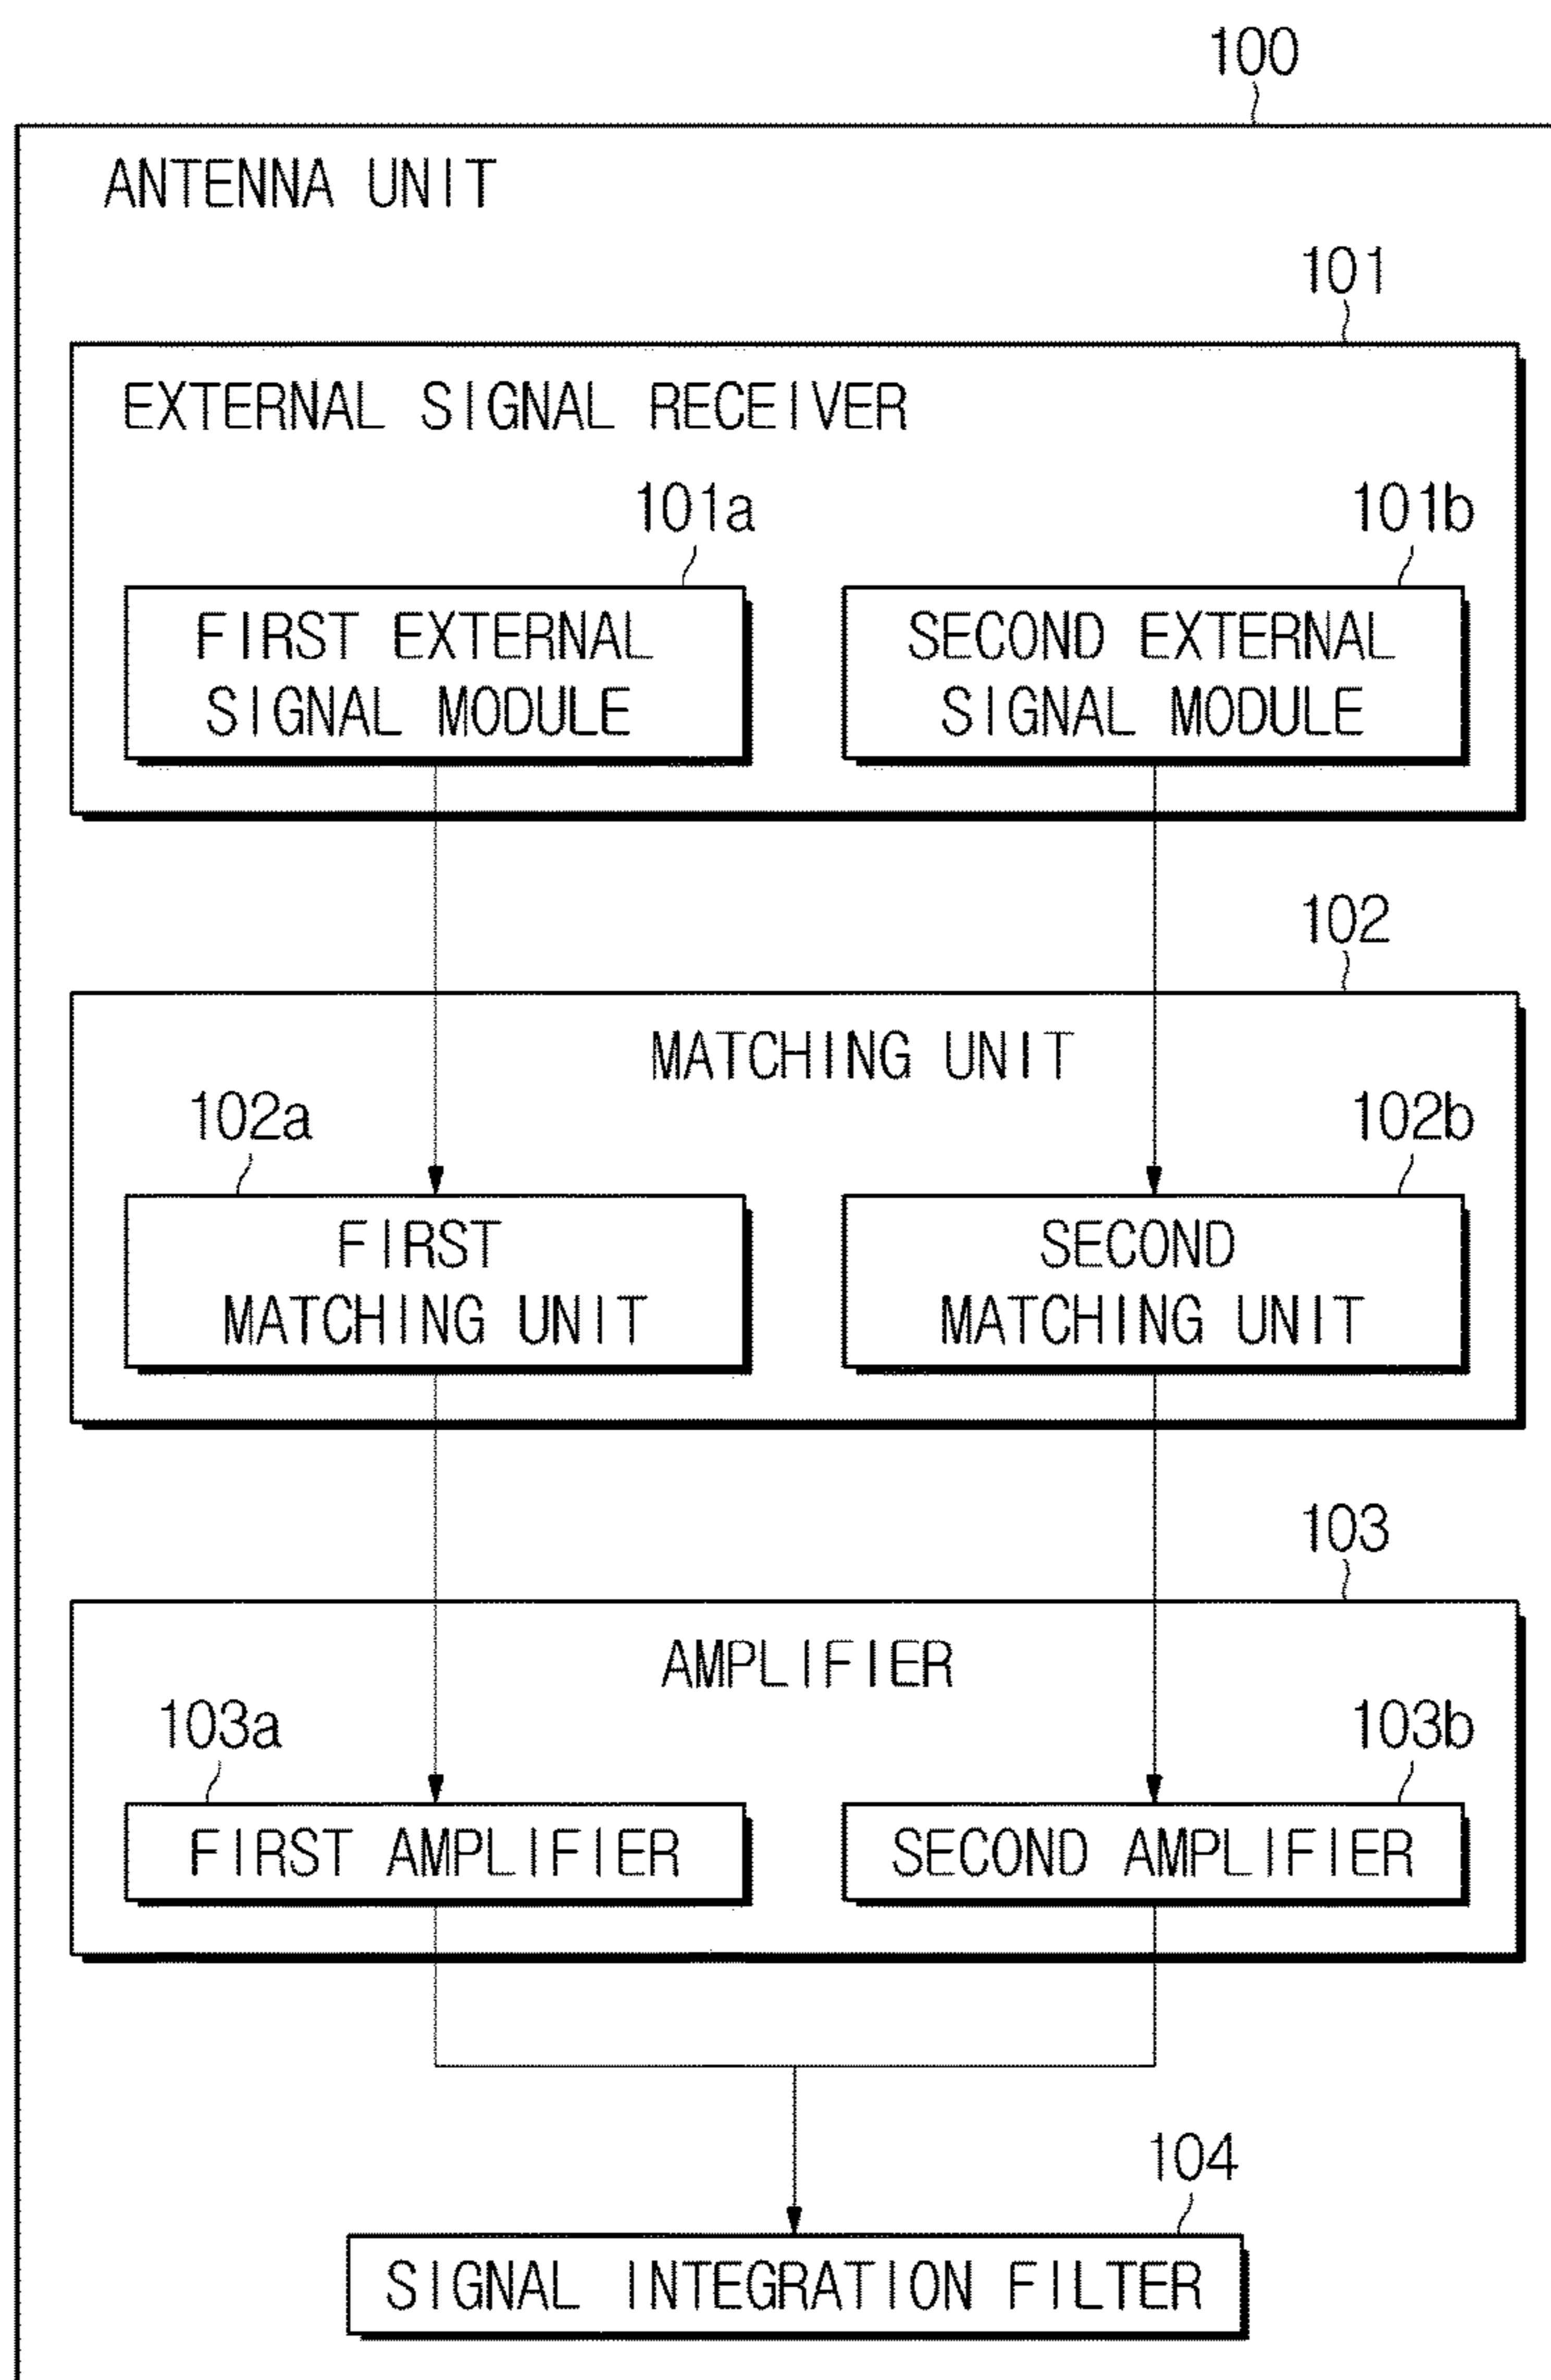 100
ANTENNA UNIT
101
EXTERNAL SIGNAL RECEIVER
101a
101b
FIRST EXTERNAL
SIGNAL MODULE
SECOND EXTERNAL
SIGNAL MODULE
102
MATCHING UNIT
102a
102b
FIRST
MATCHING UNIT
SECOND
MATCHING UNIT
103
AMPLIFIER
103a
103b
FIRST AMPLIFIER
SECOND AMPLIFIER
104
SIGNAL INTEGRATION FILTER